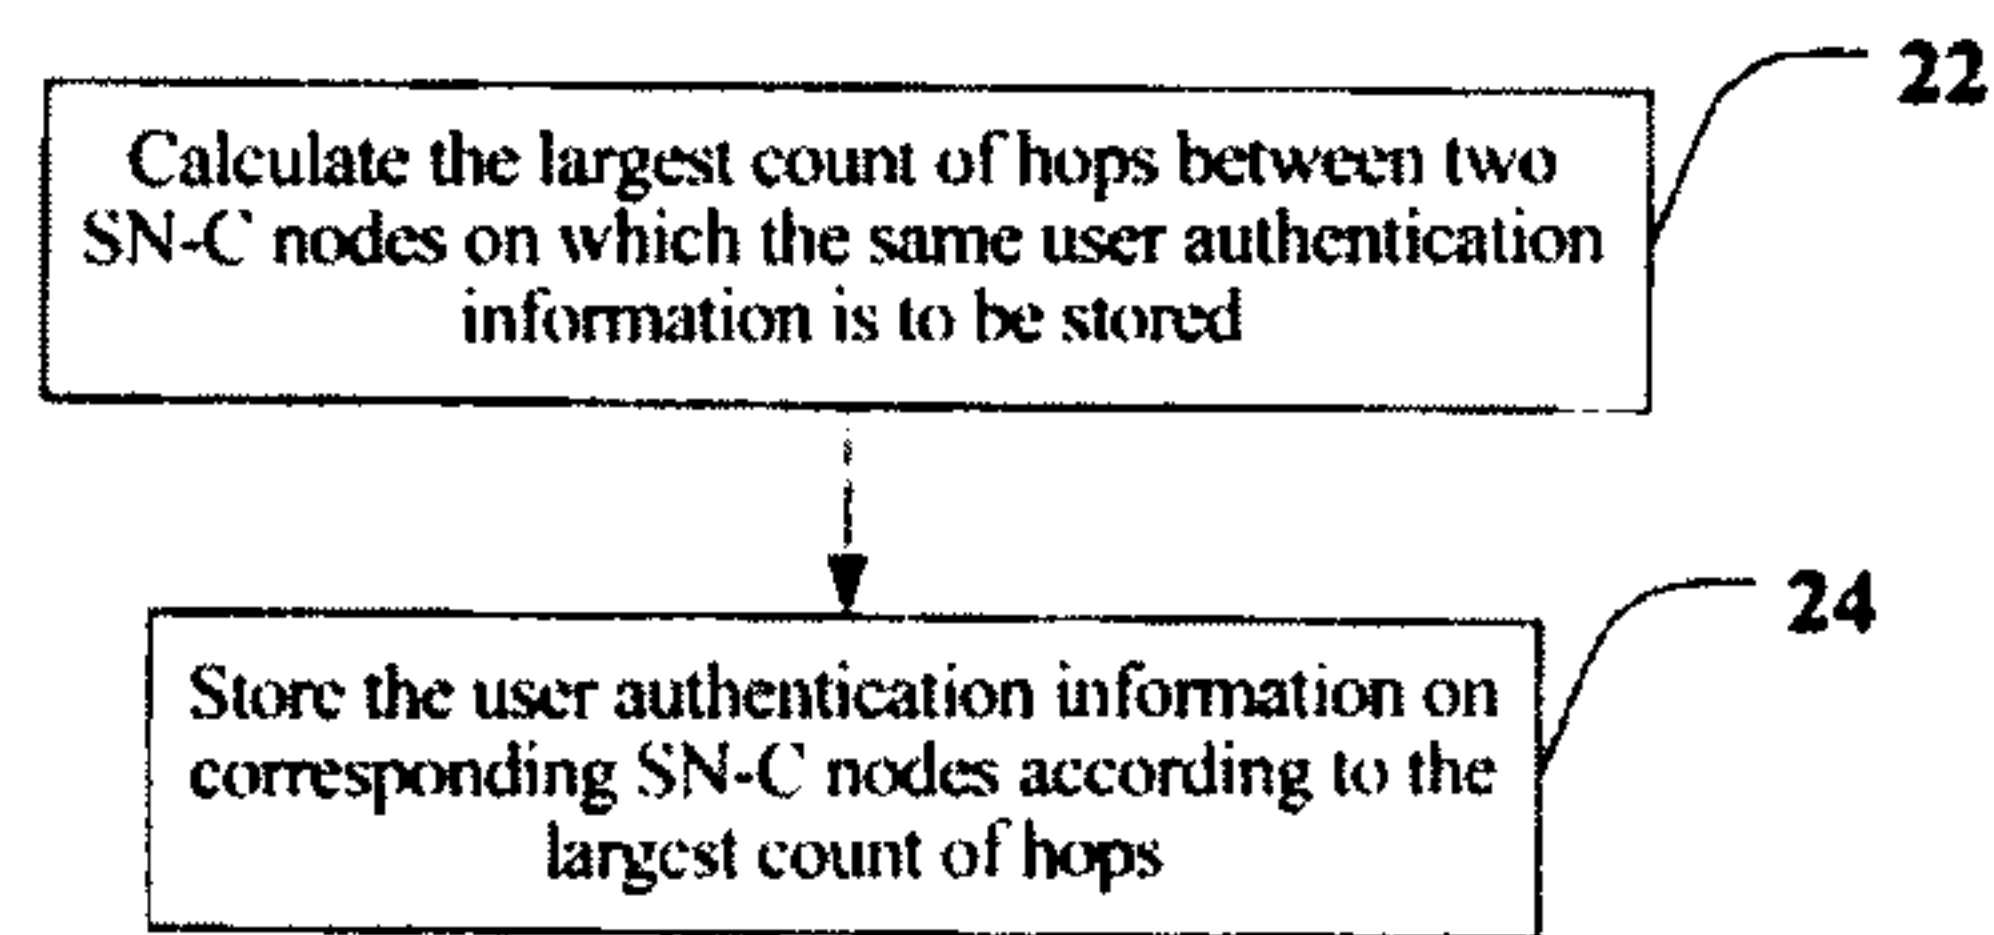 22
Calculate the largest count of hops between two
SN-C nodes on which the same user authentication
information is to be stored
24
Store the user authentication information on
corresponding SN-C nodes according to the
largest count of hops